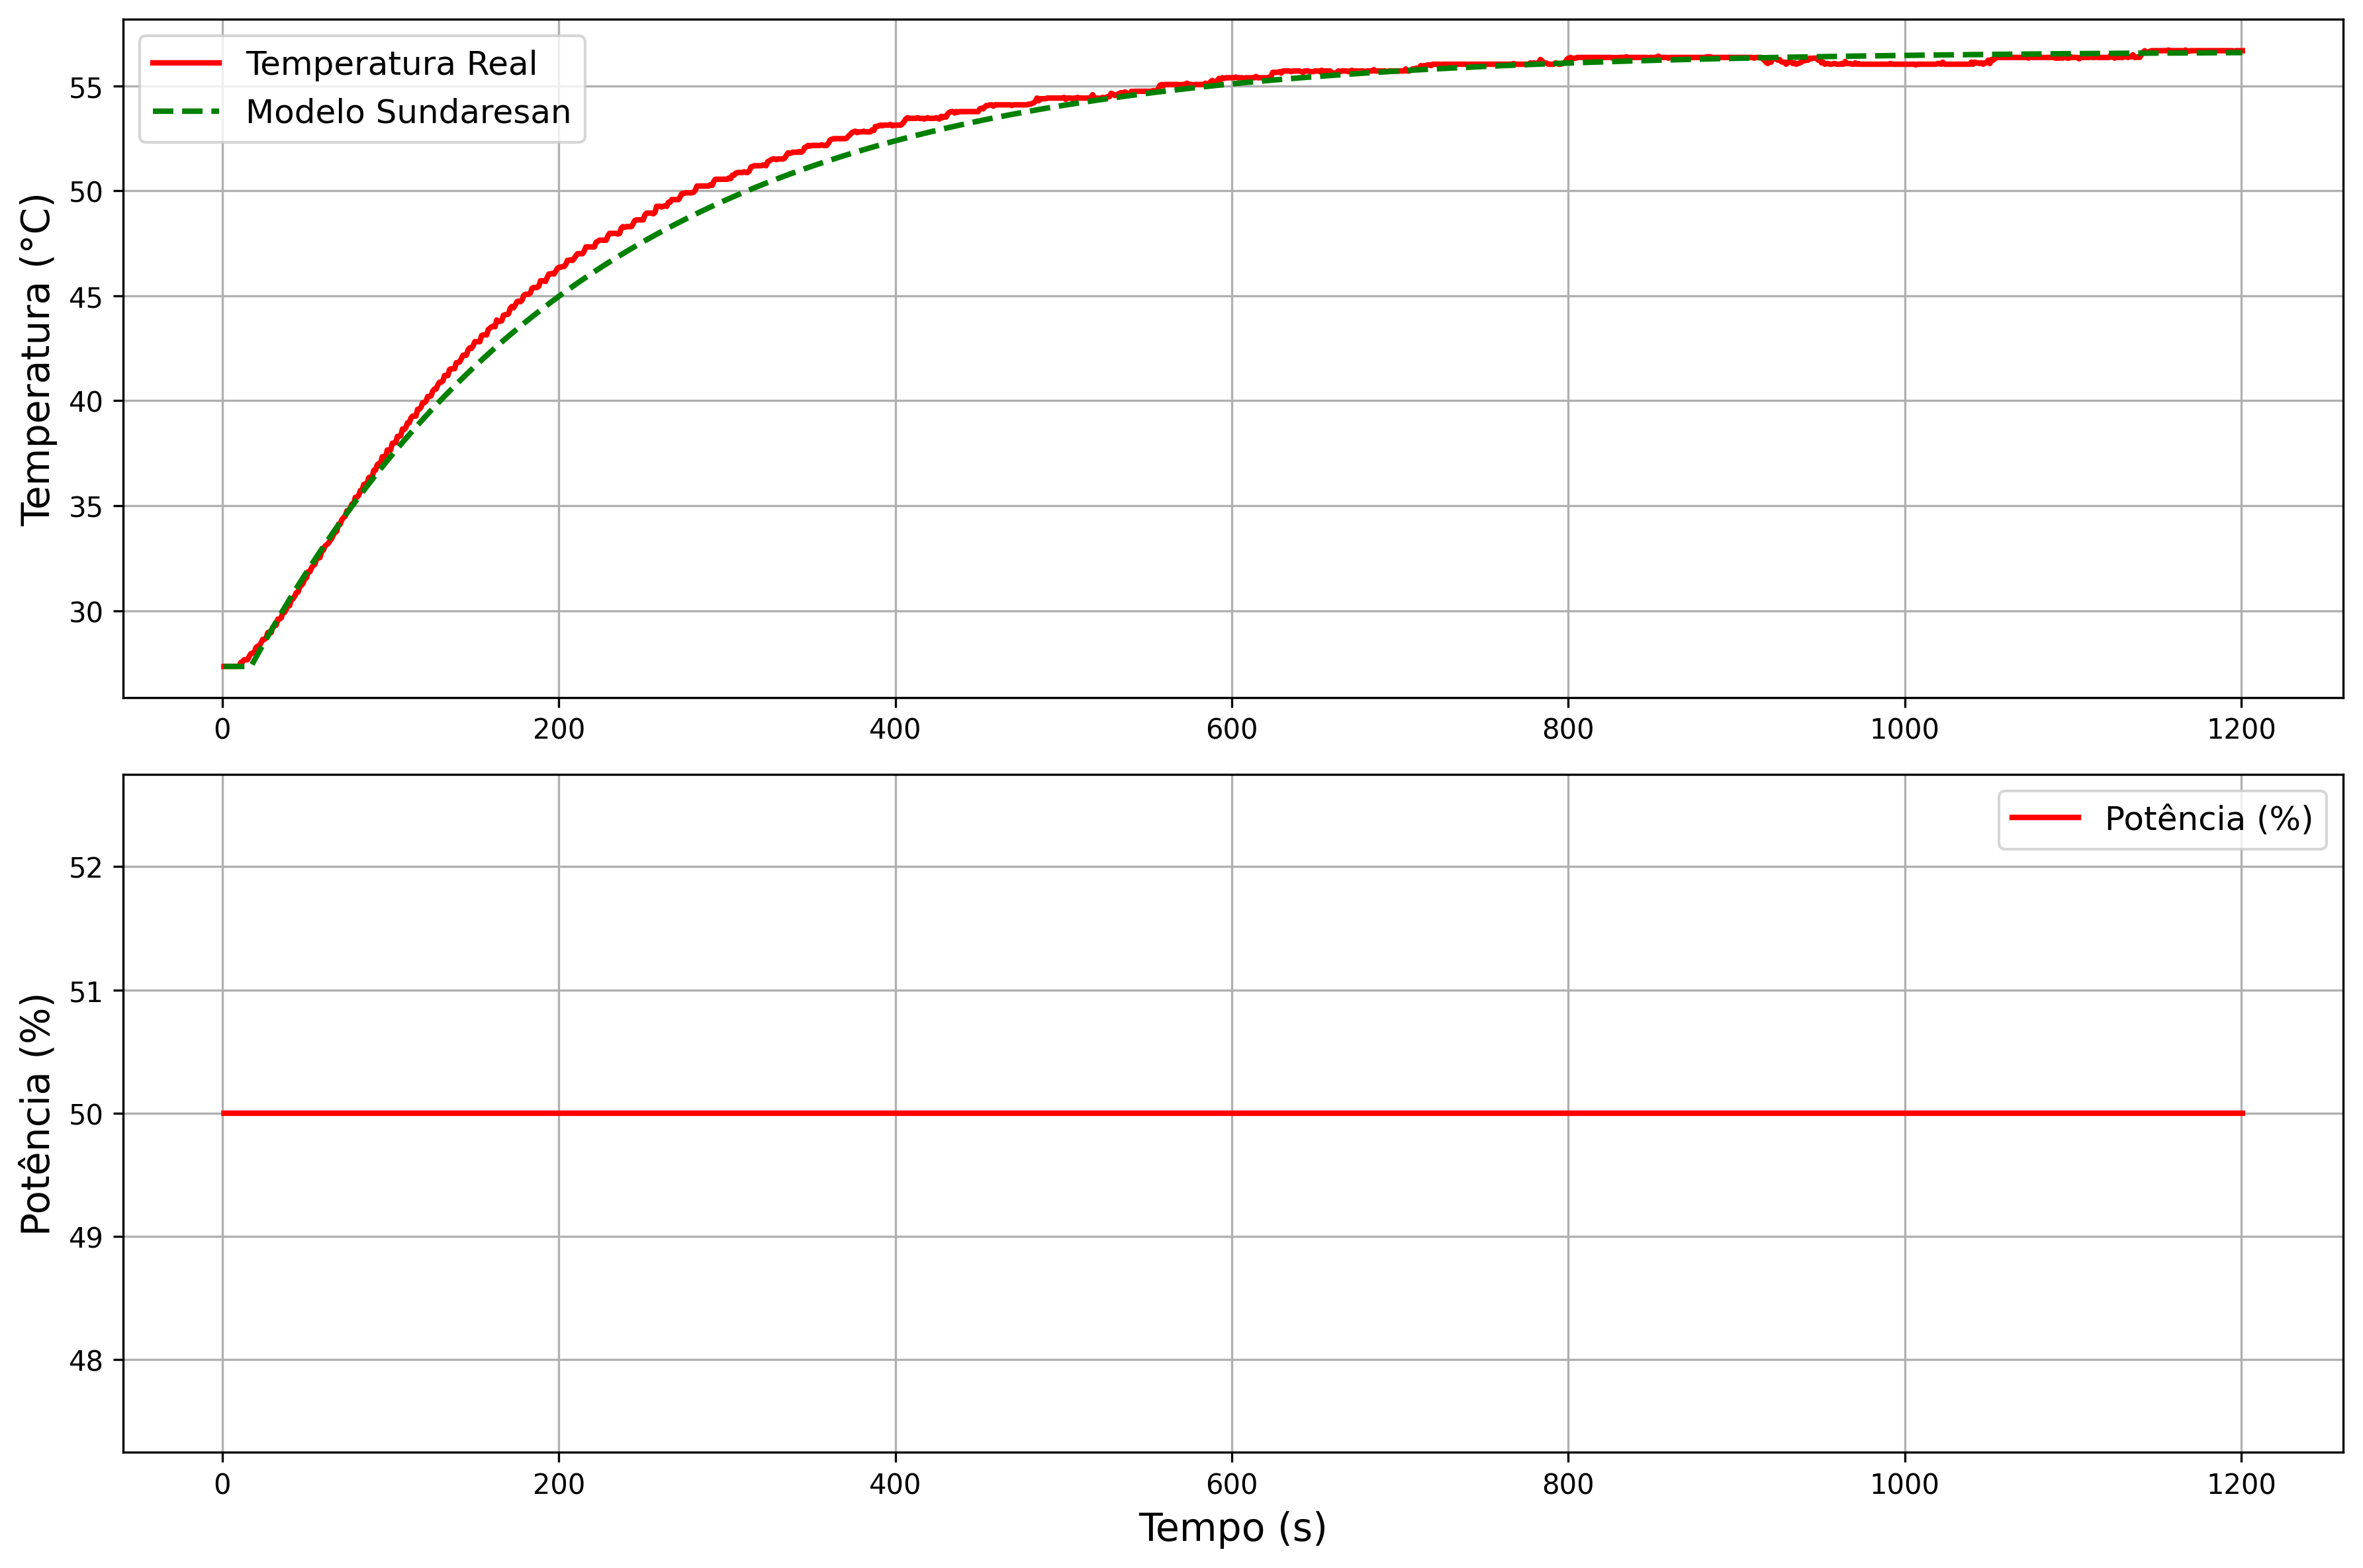 Temperatura Real
Modelo Sundaresan
Temperatura (°C)
55
50
45
40
35
30
0 200 400 600 800 1000 1200
Potência (%)
Potência (%)
52
51
50
49
48
0 200 400 600 800 1000 1200
Tempo (s)